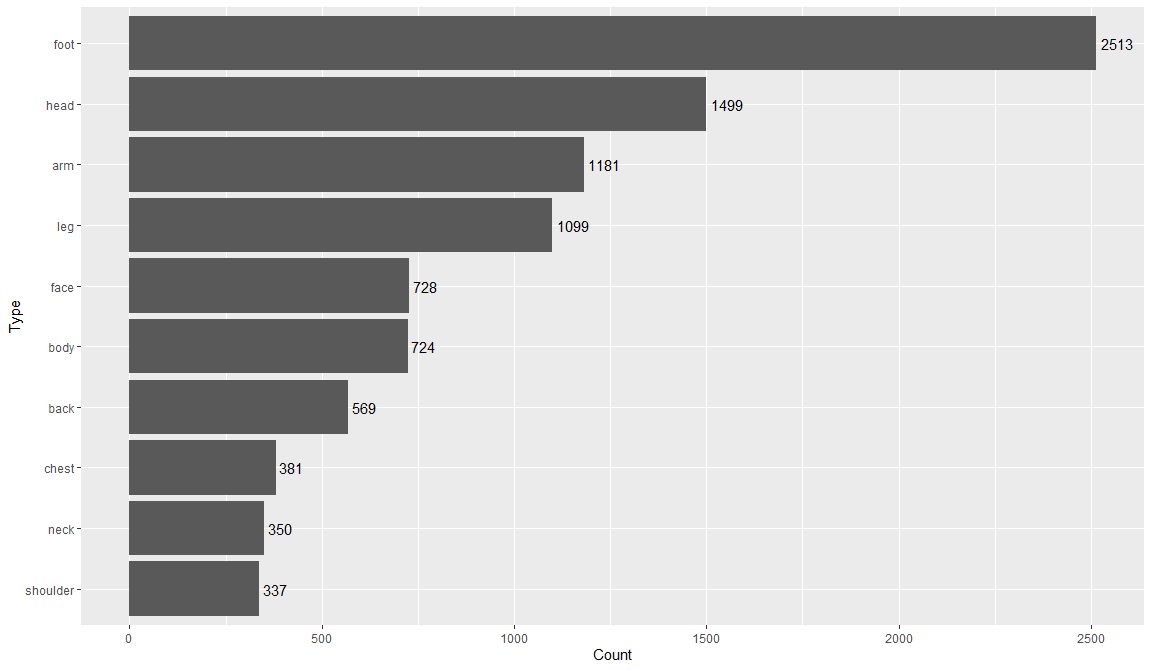 foot 2513
head 1499
arm 1181
leg 1099
face 728
body 724
back 569
chest 381
neck 350
shoulder 337
Type
0 500 1000 1500 2000 2500
Count